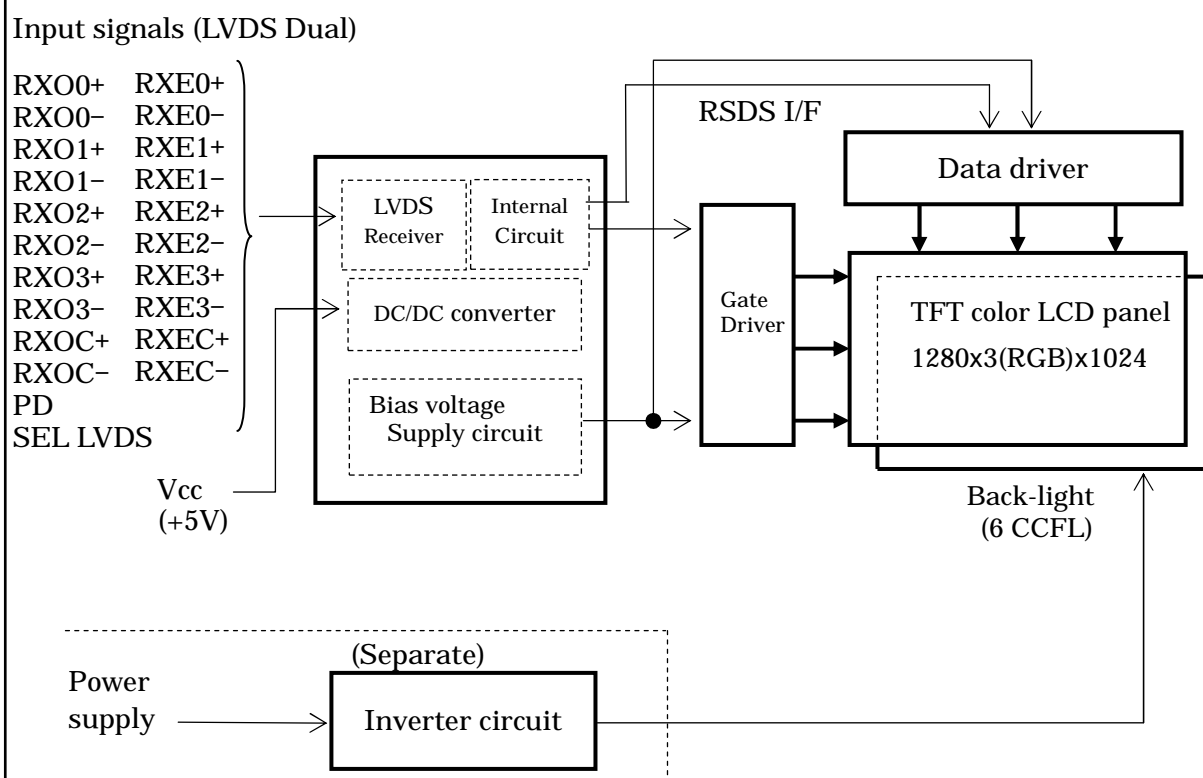 Input signals (LVDS Dual)
RXO0+ RXE0+
RXO0− RXE0−
RXO1+ RXE1+
RXO1− RXE1−
RXO2+ RXE2+
RXO2− RXE2−
RXO3+ RXE3+
RXO3− RXE3−
RXOC+ RXEC+
RXOC− RXEC−
PD
SEL LVDS
Vcc
(+5V)
LVDS
Receiver
Internal
Circuit
DC/DC converter
Bias voltage
Supply circuit
RSDS I/F
Data driver
Gate
Driver
TFT color LCD panel
1280x3(RGB)x1024
Back-light
(6 CCFL)
(Separate)
Power
supply
Inverter circuit